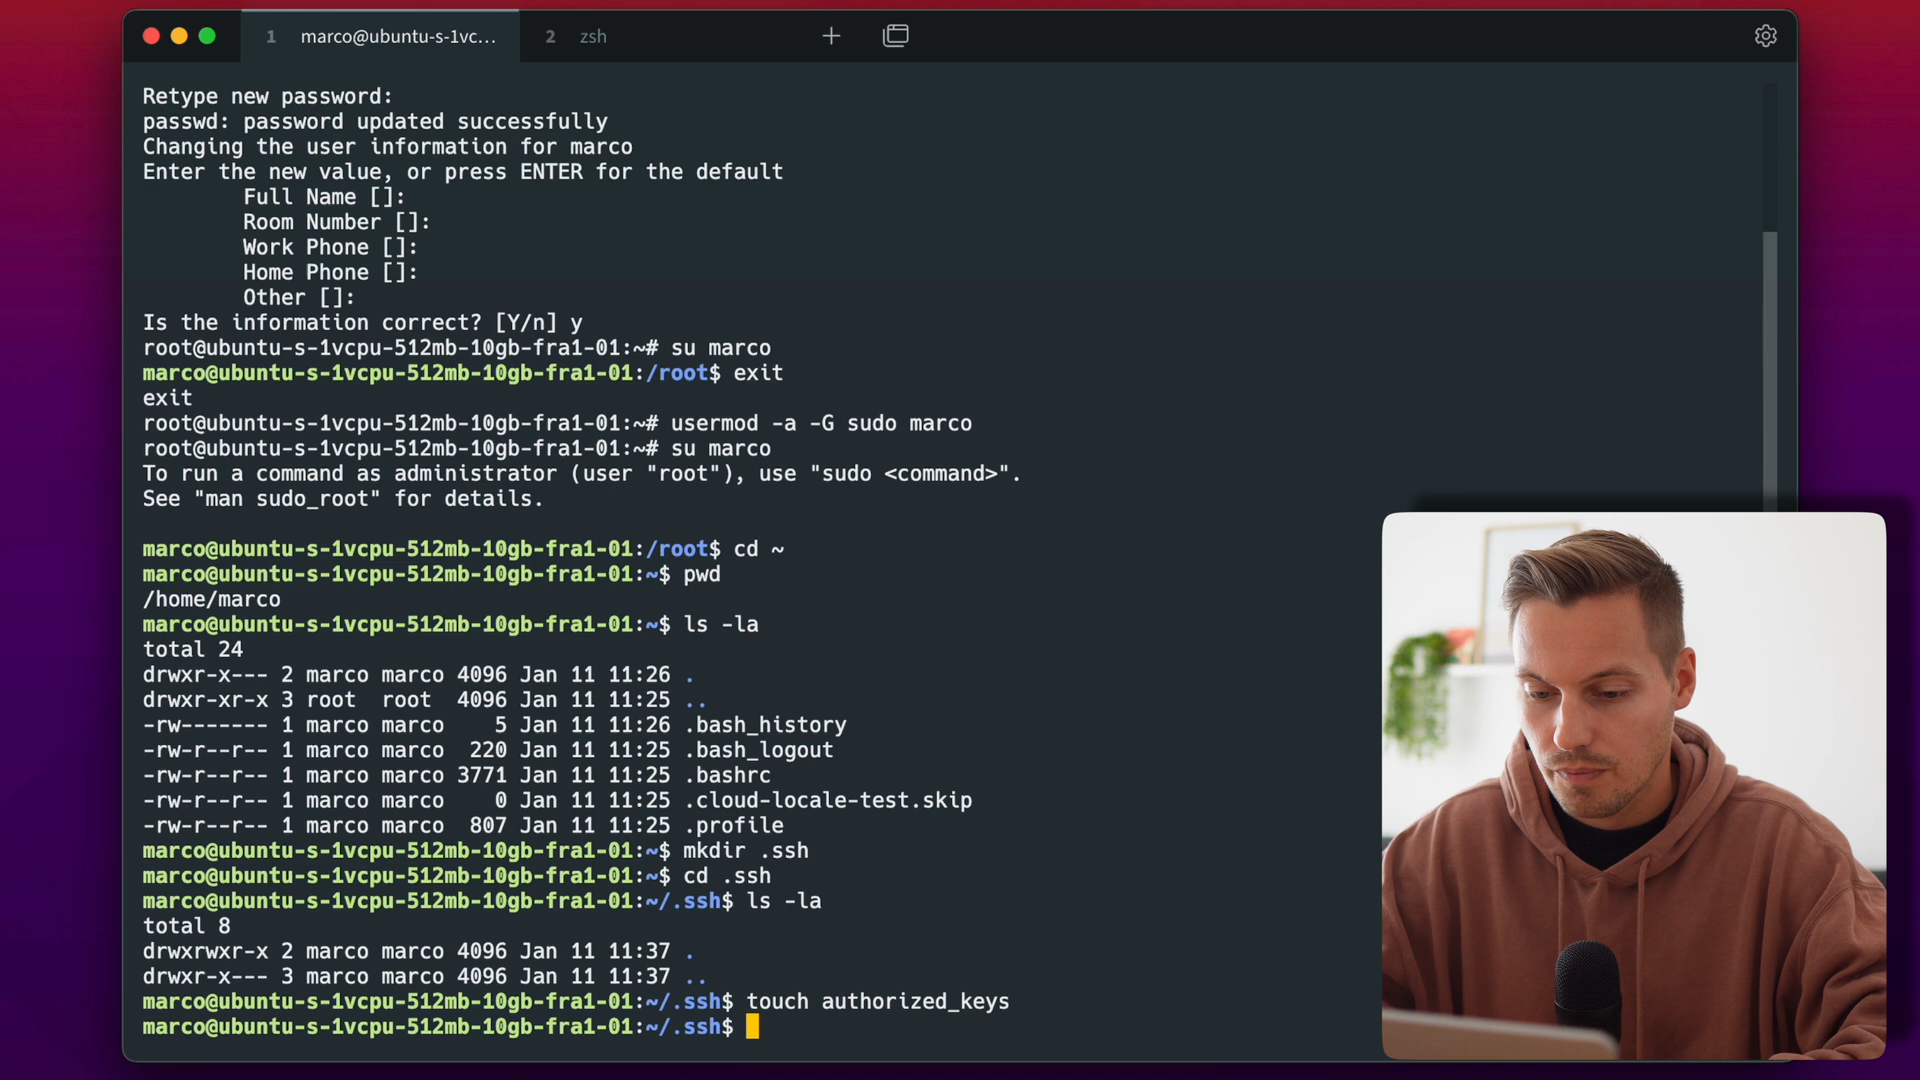 1 marco@ubuntu-s-1vc... 2 zsh
Retype new password:
passwd: password updated successfully
Changing the user information for marco
Enter the new value, or press ENTER for the default
Full Name []:
Room Number []:
Work Phone []:
Home Phone []:
Other []:
Is the information correct? [Y/n] y
root@ubuntu-s-1vcpu-512mb-10gb-fra1-01:~# su marco
marco@ubuntu-s-1vcpu-512mb-10gb-fra1-01:/root$ exit
exit
root@ubuntu-s-1vcpu-512mb-10gb-fra1-01:~# usermod -a -G sudo marco
root@ubuntu-s-1vcpu-512mb-10gb-fra1-01:~# su marco
To run a command as administrator (user "root"), use "sudo <command>".
See "man sudo_root" for details.
marco@ubuntu-s-1vcpu-512mb-10gb-fra1-01:/root$ cd ~
marco@ubuntu-s-1vcpu-512mb-10gb-fra1-01:~$ pwd
/home/marco
marco@ubuntu-s-1vcpu-512mb-10gb-fra1-01:~$ ls -la
total 24
drwxr-x--- 2 marco marco 4096 Jan 11 11:26 .
drwxr-xr-x 3 root root 4096 Jan 11 11:25 ..
-rw------- 1 marco marco 5 Jan 11 11:26 .bash_history
-rw-r--r-- 1 marco marco 220 Jan 11 11:25 .bash_logout
-rw-r--r-- 1 marco marco 3771 Jan 11 11:25 .bashrc
-rw-r--r-- 1 marco marco 0 Jan 11 11:25 .cloud-locale-test.skip
-rw-r--r-- 1 marco marco 807 Jan 11 11:25 .profile
marco@ubuntu-s-1vcpu-512mb-10gb-fra1-01:~$ mkdir .ssh
marco@ubuntu-s-1vcpu-512mb-10gb-fra1-01:~$ cd .ssh
marco@ubuntu-s-1vcpu-512mb-10gb-fra1-01:~/.ssh$ ls -la
total 8
drwxrwxr-x 2 marco marco 4096 Jan 11 11:37 .
drwxr-x--- 3 marco marco 4096 Jan 11 11:37 ..
marco@ubuntu-s-1vcpu-512mb-10gb-fra1-01:~/.ssh$ touch authorized_keys
marco@ubuntu-s-1vcpu-512mb-10gb-fra1-01:~/.ssh$